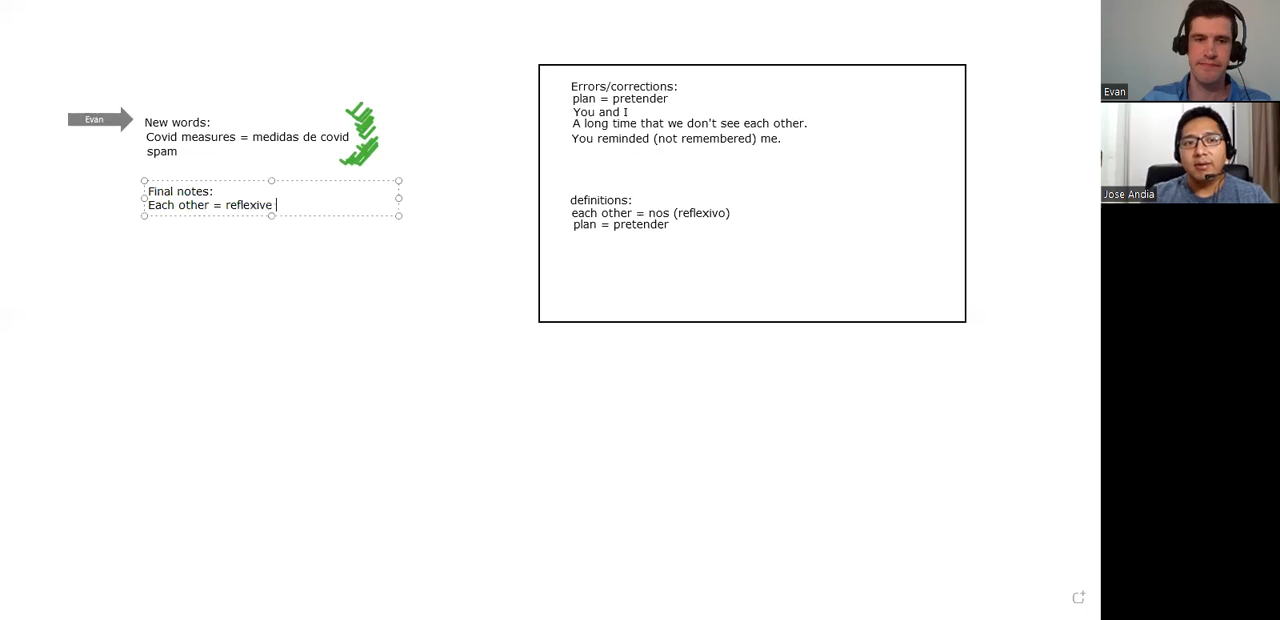 Evan
New words:
Covid measures = medidas de covid
spam
Final notes:
Each other = reflexive
Errors/corrections:
plan = pretender
You and I
A long time that we don't see each other.
You reminded (not remembered) me.
definitions:
each other = nos (reflexivo)
plan = pretender
Evan
Jose Andia